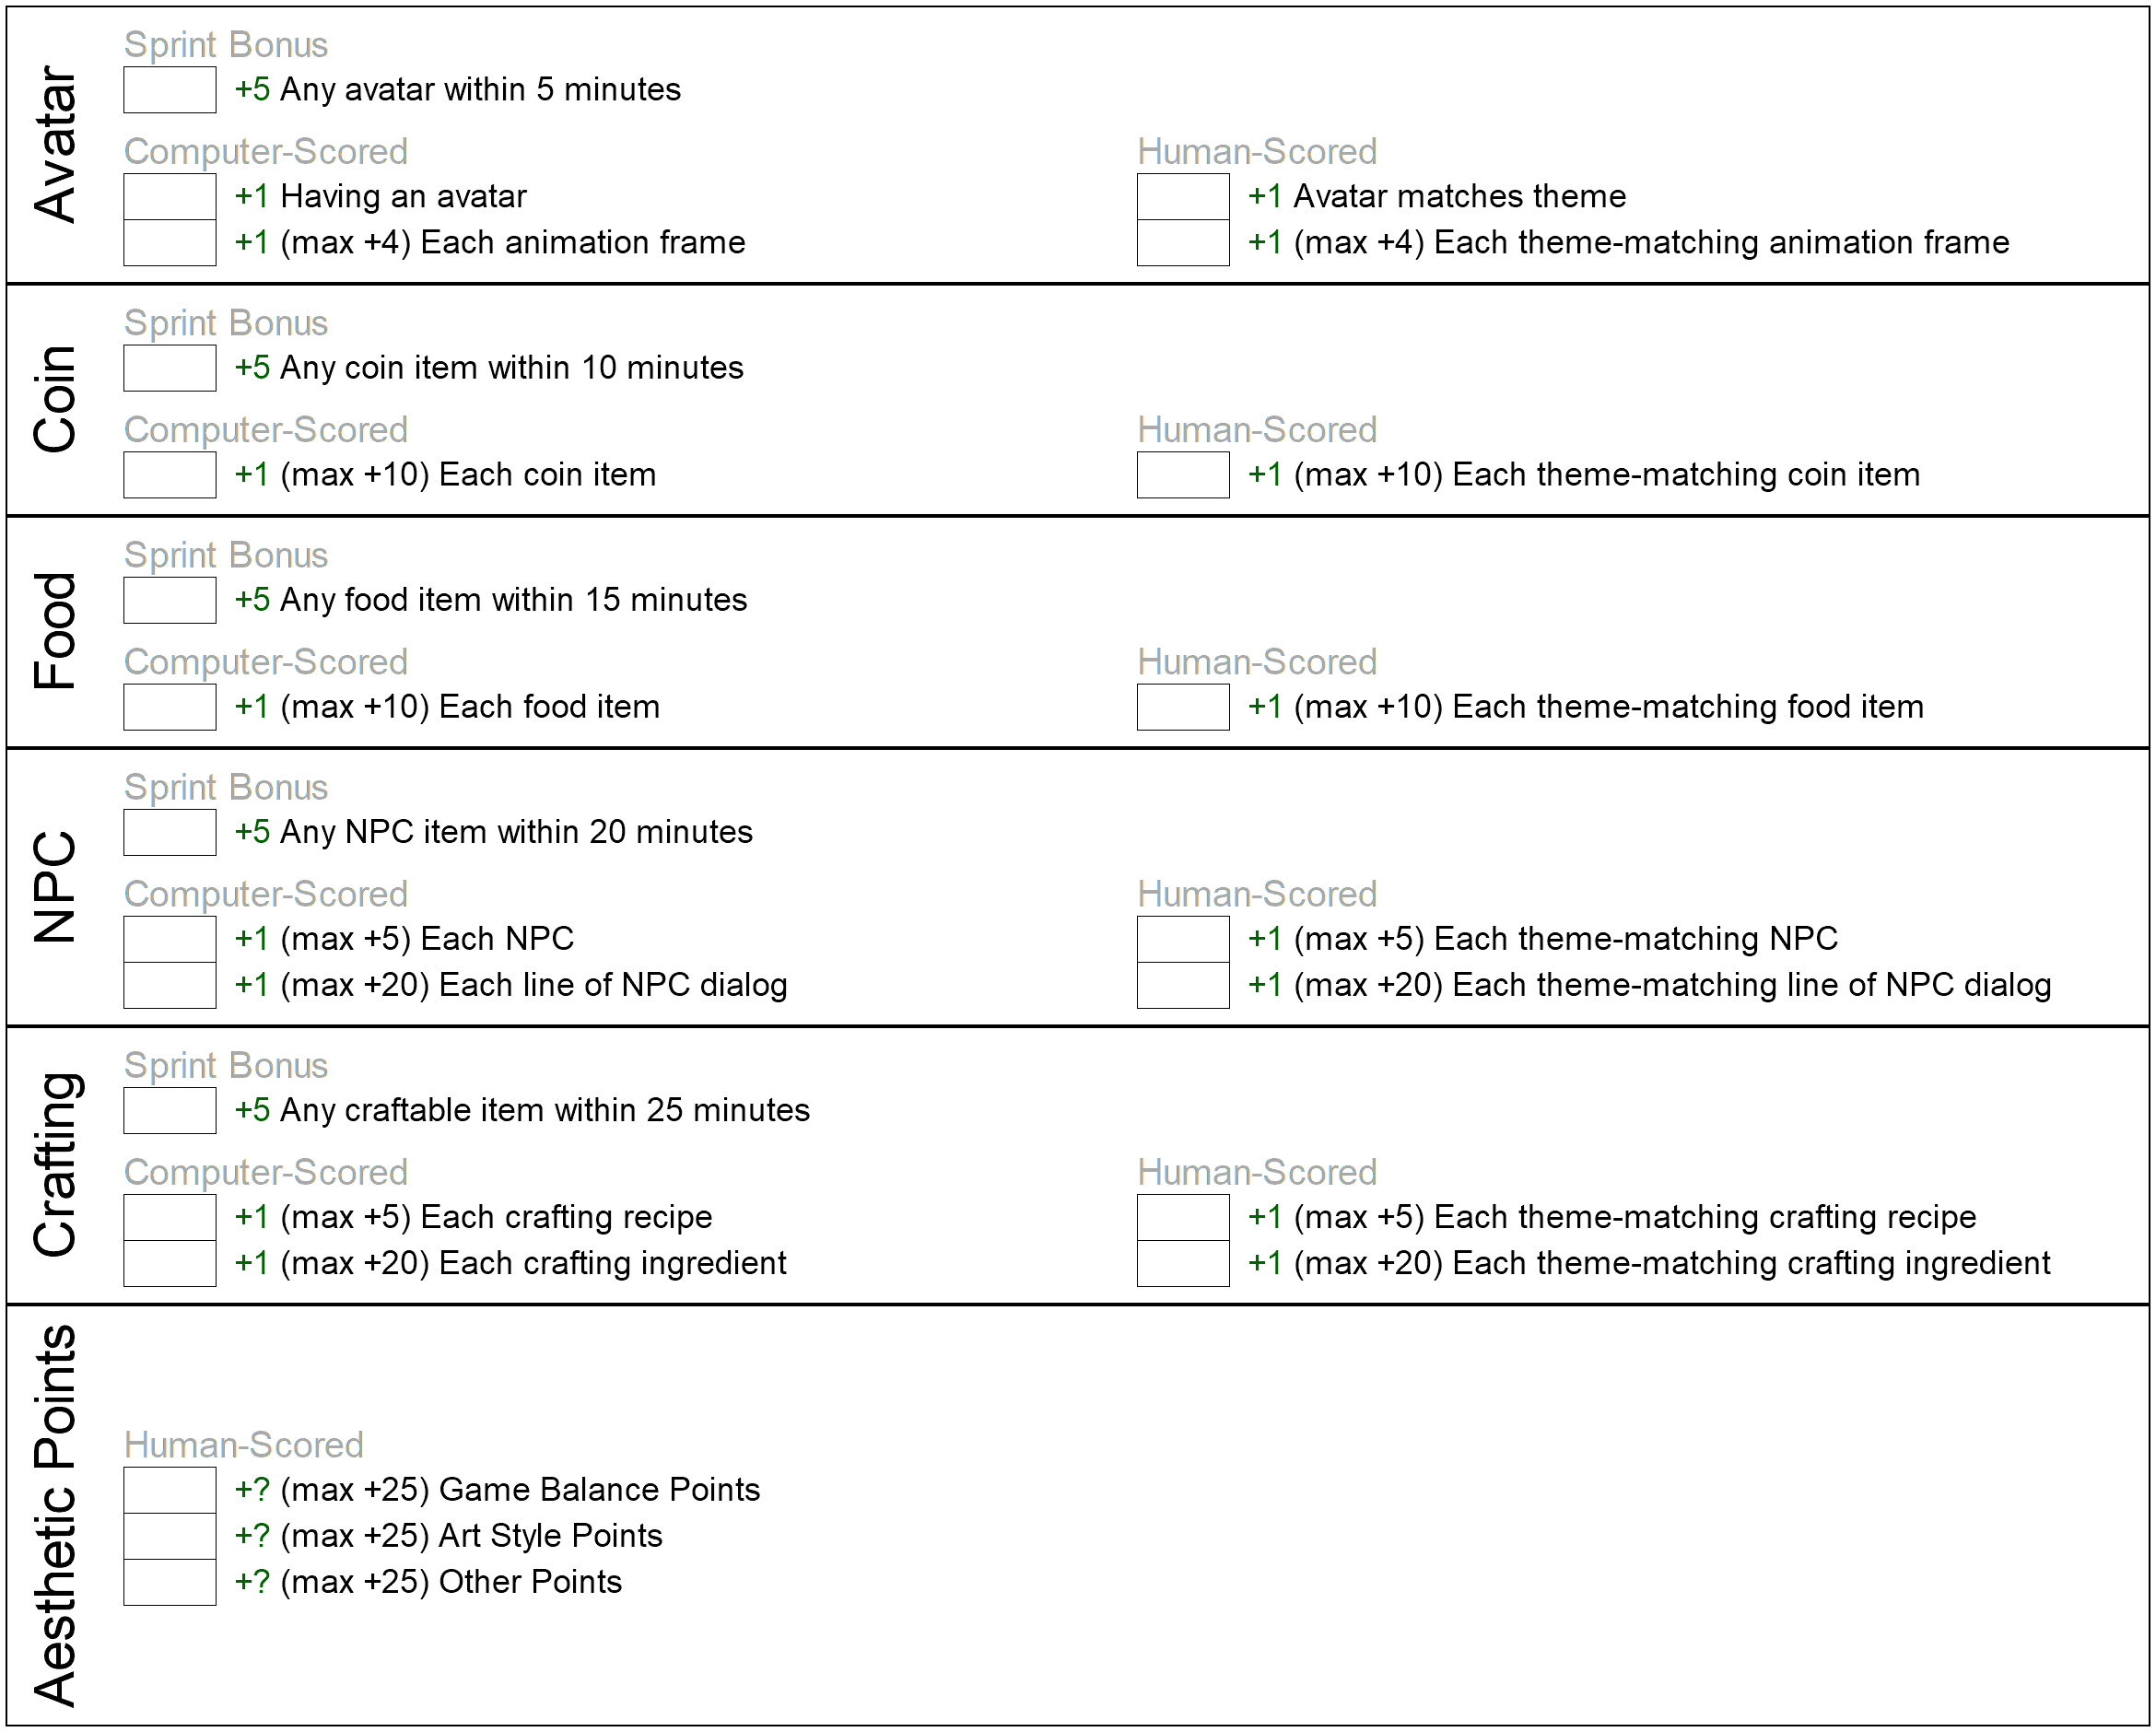 Avatar
Sprint Bonus
+5 Any avatar within 5 minutes
Computer-Scored
+1 Having an avatar
+1 (max +4) Each animation frame
Human-Scored
+1 Avatar matches theme
+1 (max +4) Each theme-matching animation frame
Coin
Sprint Bonus
+5 Any coin item within 10 minutes
Computer-Scored
+1 (max +10) Each coin item
Human-Scored
+1 (max +10) Each theme-matching coin item
Food
Sprint Bonus
+5 Any food item within 15 minutes
Computer-Scored
+1 (max +10) Each food item
Human-Scored
+1 (max +10) Each theme-matching food item
NPC
Sprint Bonus
+5 Any NPC item within 20 minutes
Computer-Scored
+1 (max +5) Each NPC
+1 (max +20) Each line of NPC dialog
Human-Scored
+1 (max +5) Each theme-matching NPC
+1 (max +20) Each theme-matching line of NPC dialog
Crafting
Sprint Bonus
+5 Any craftable item within 25 minutes
Computer-Scored
+1 (max +5) Each crafting recipe
+1 (max +20) Each crafting ingredient
Human-Scored
+1 (max +5) Each theme-matching crafting recipe
+1 (max +20) Each theme-matching crafting ingredient
Aesthetic Points
Human-Scored
+? (max +25) Game Balance Points
+? (max +25) Art Style Points
+? (max +25) Other Points